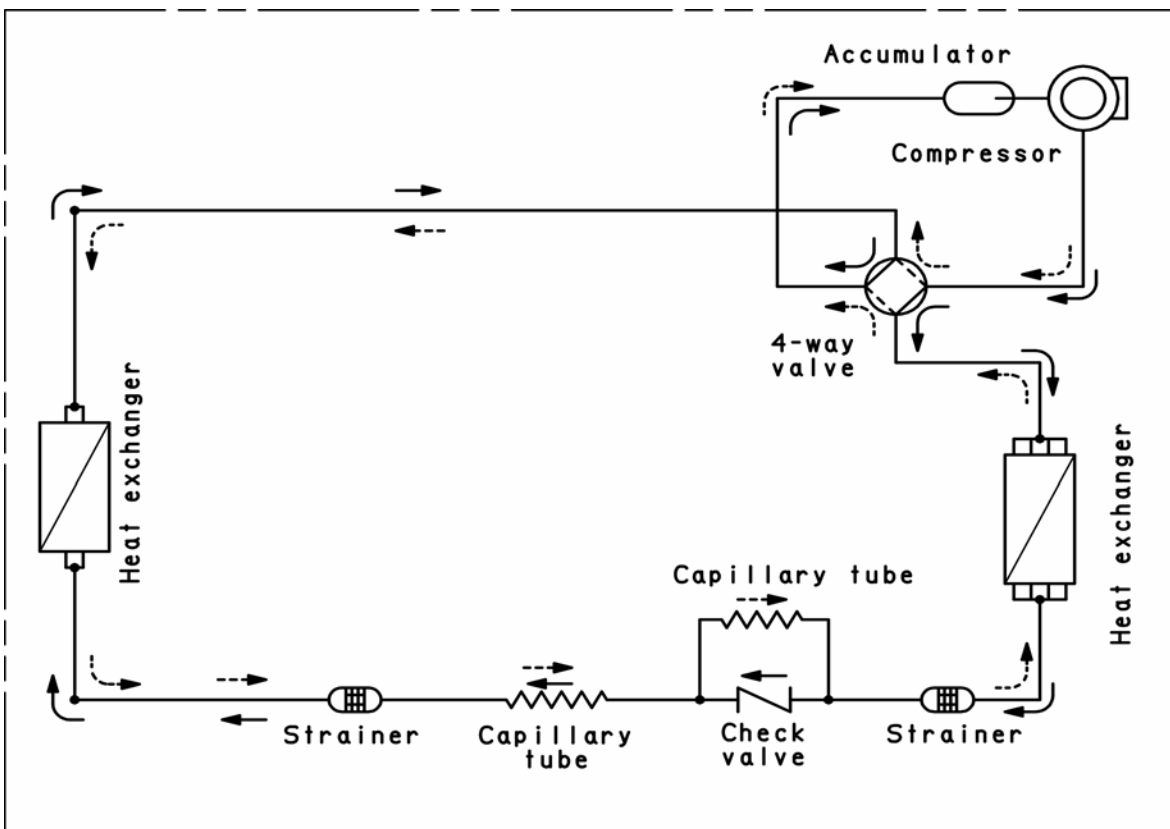 Accumulator
Compressor
4-way
valve
Heat exchanger
Heat exchanger
Capillary tube
Strainer
Capillary
tube
Check
valve
Strainer